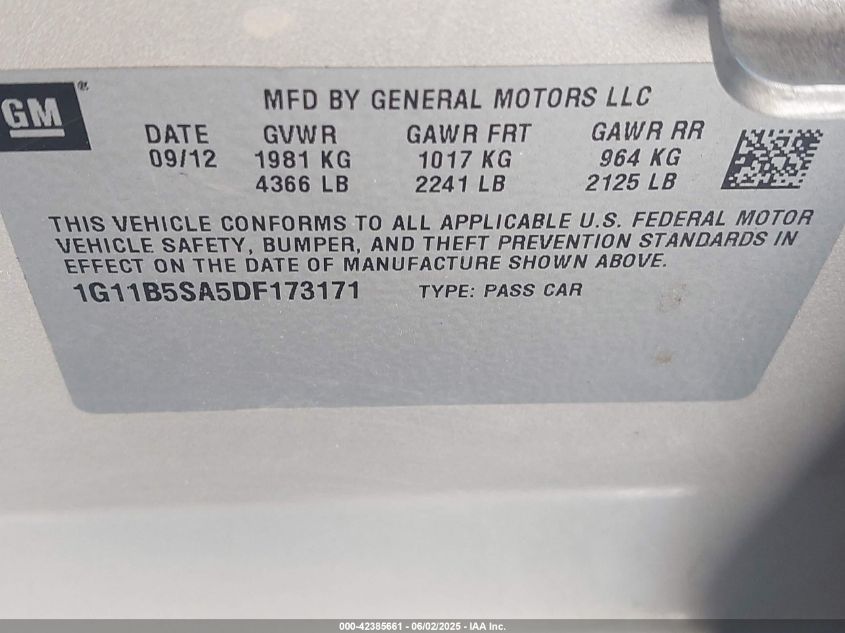 GM®
MFD BY GENERAL MOTORS LLC
DATE GVWR GAWR FRT GAWR RR
09/12 1981 KG 1017 KG 964 KG
4366 LB 2241 LB 2125 LB
THIS VEHICLE CONFORMS TO ALL APPLICABLE U.S. FEDERAL MOTOR
VEHICLE SAFETY, BUMPER, AND THEFT PREVENTION STANDARDS IN
EFFECT ON THE DATE OF MANUFACTURE SHOWN ABOVE.
1G11B5SA5DF173171 TYPE: PASS CAR
000-42385661 - 06/02/2025 - IAA Inc.